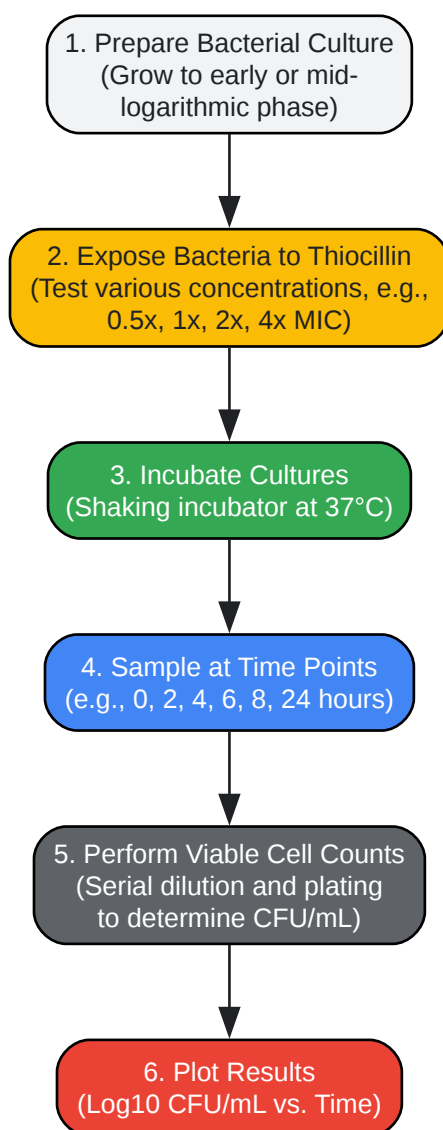 1. Prepare Bacterial Culture
(Grow to early or mid-
logarithmic phase)
2. Expose Bacteria to Thiocillin
(Test various concentrations, e.g.,
0.5x, 1x, 2x, 4x MIC)
3. Incubate Cultures
(Shaking incubator at 37°C)
4. Sample at Time Points
(e.g., 0, 2, 4, 6, 8, 24 hours)
5. Perform Viable Cell Counts
(Serial dilution and plating
to determine CFU/mL)
6. Plot Results
(Log10 CFU/mL vs. Time)